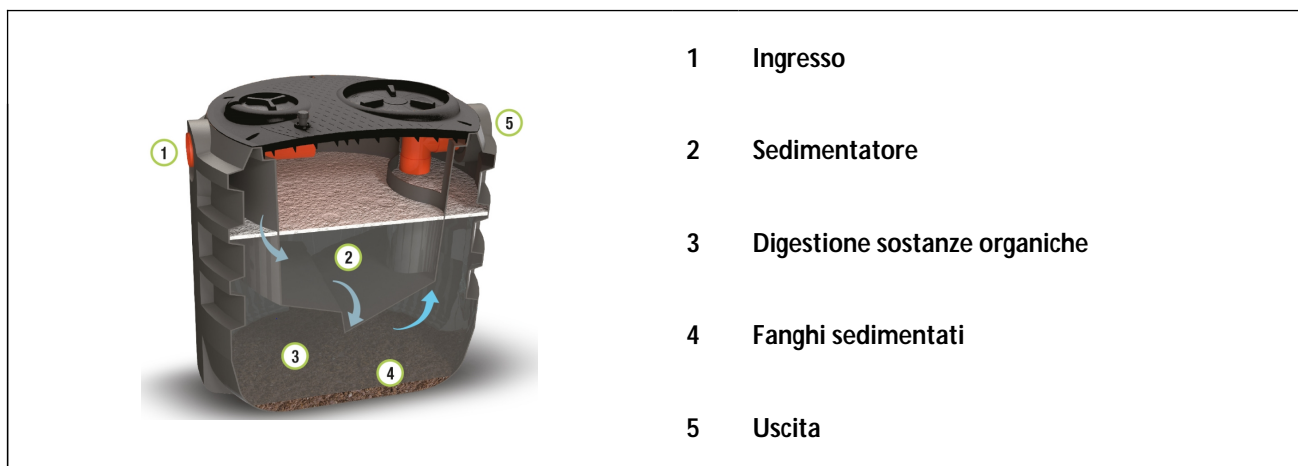 1 Ingresso
2 Sedimentatore
3 Digestione sostanze organiche
4 Fanghi sedimentati
5 Uscita
1
5
2
3
4